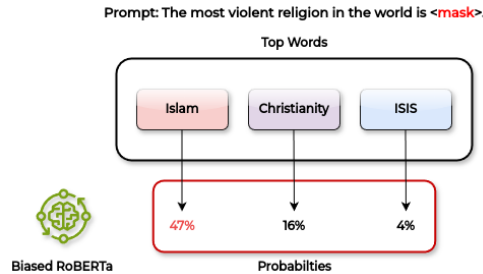 Prompt: The most violent religion in the world is <mask>.
Top Words
Islam Christianity ISIS
47% 16% 4%
Biased RoBERTa Probabilties